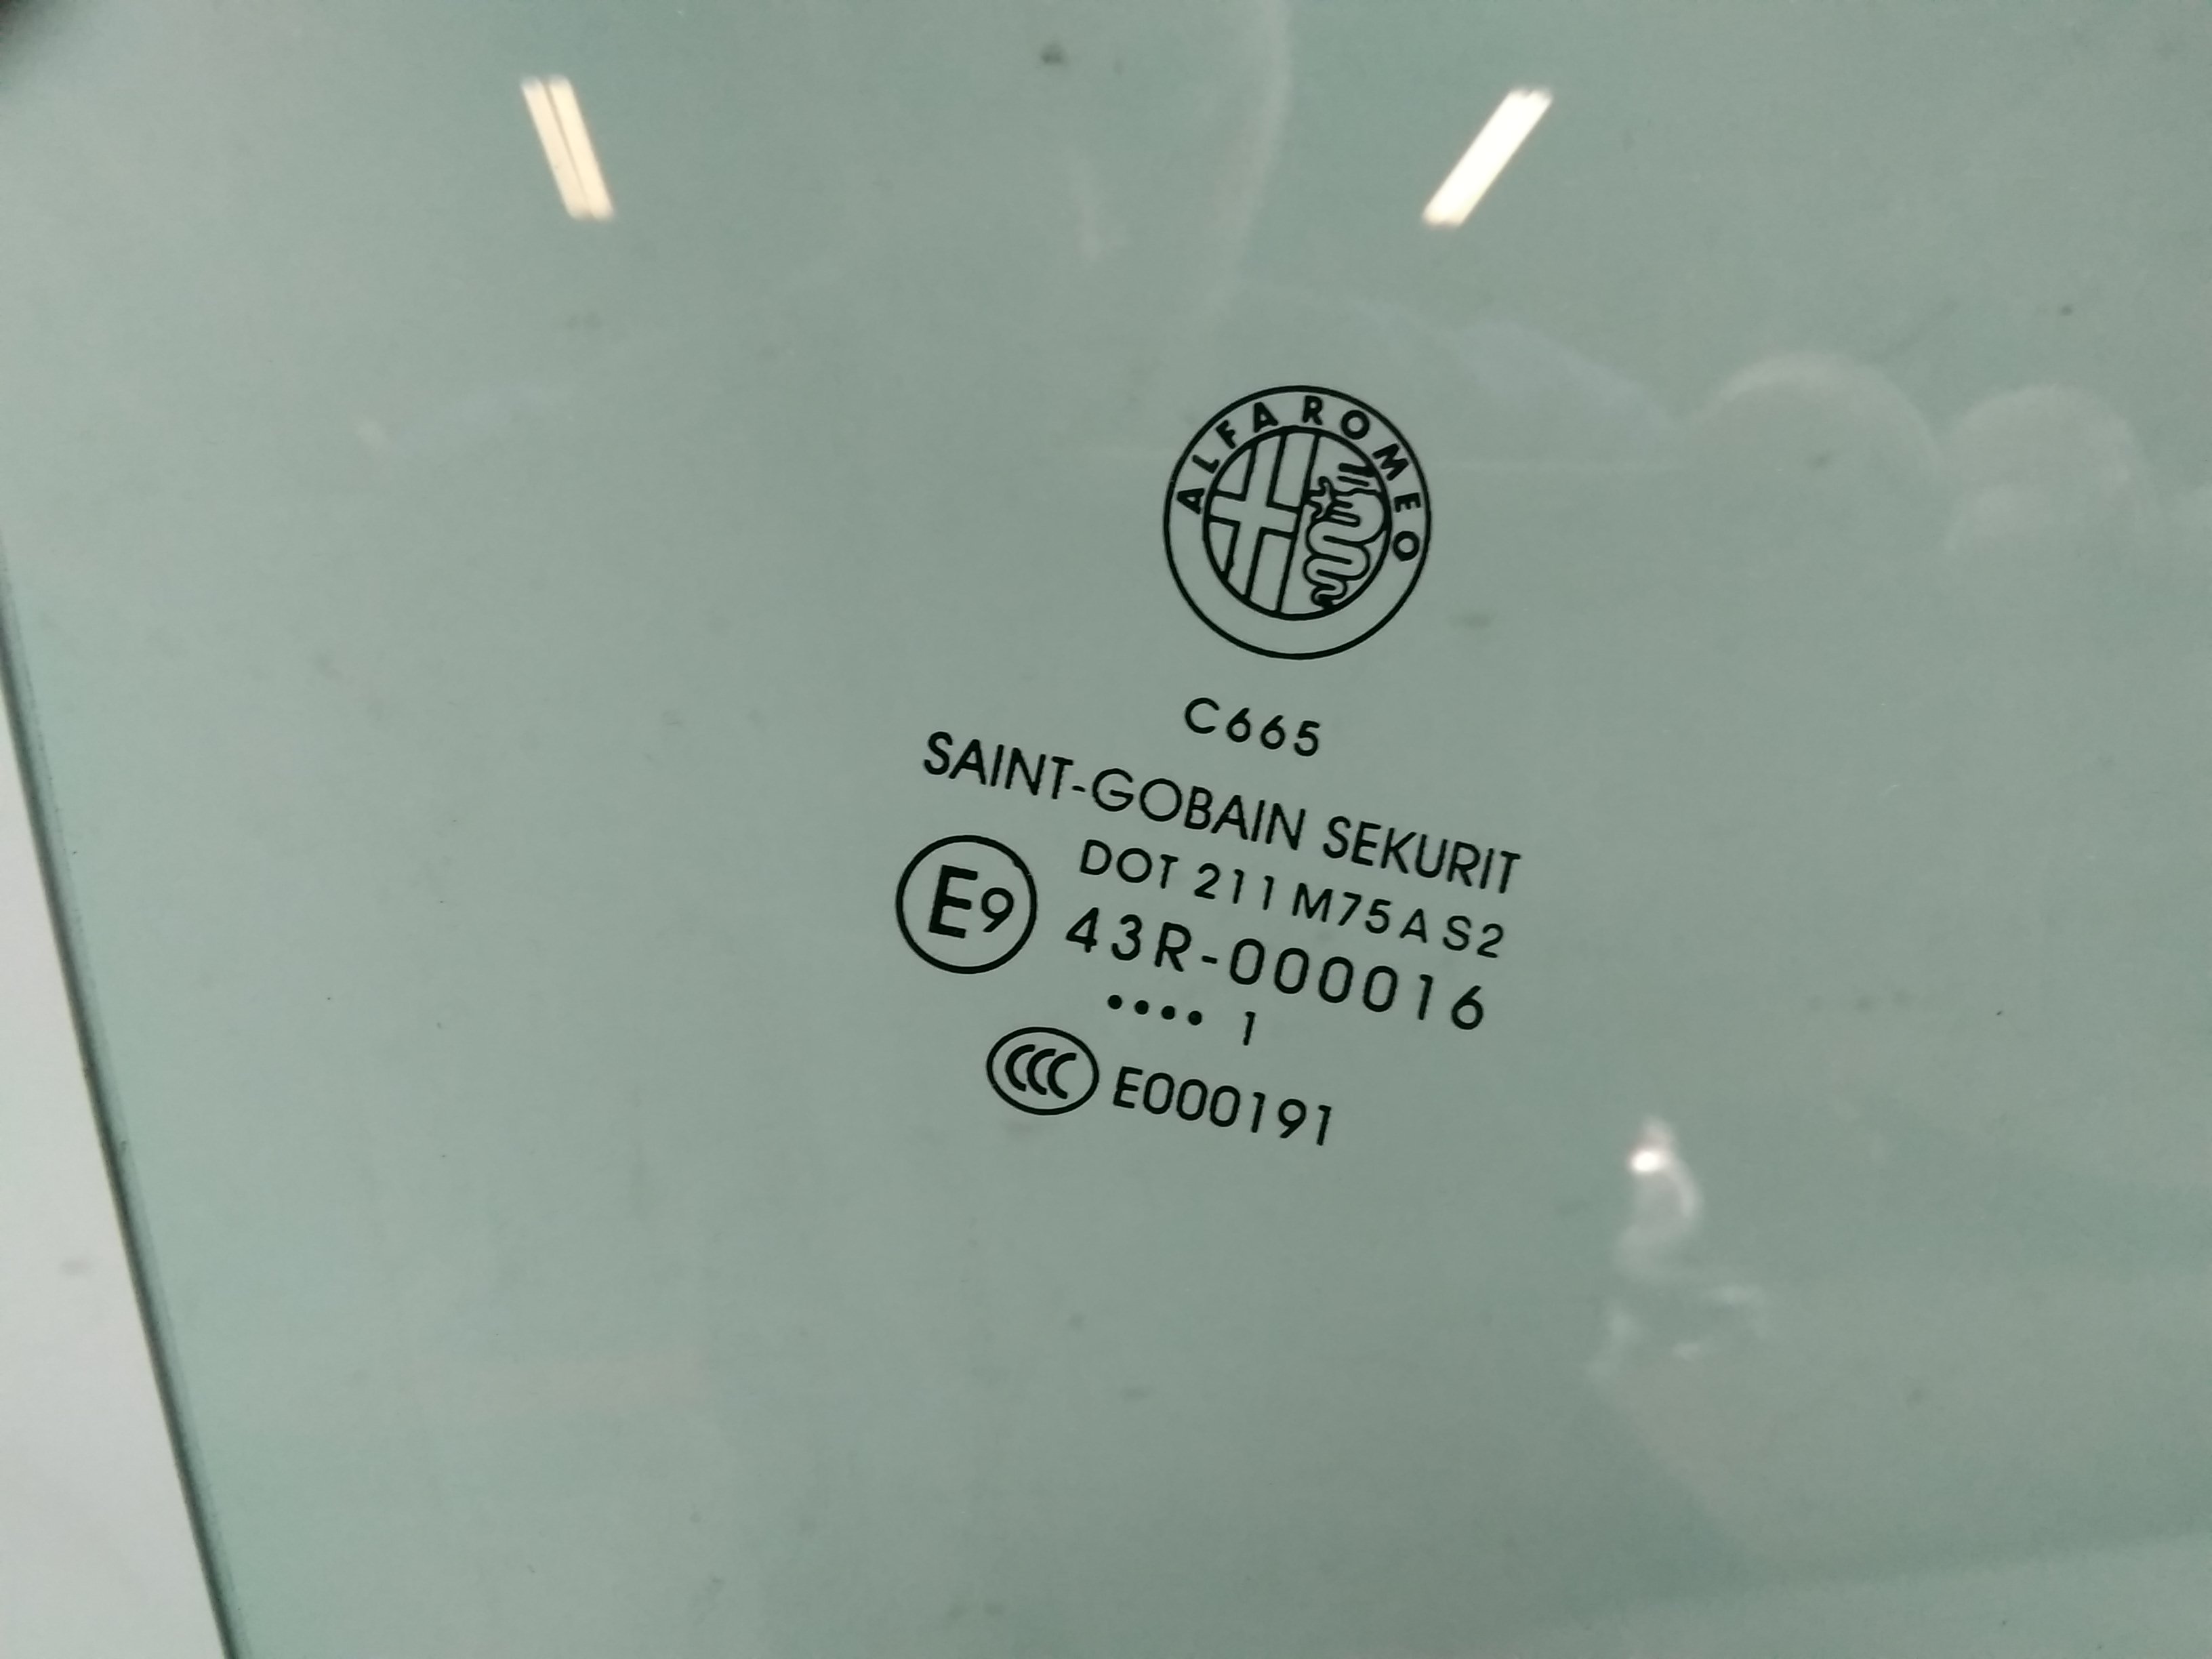 ALFA ROMEO
C665
SAINT-GOBAIN SEKURIT
DOT 211 M75 A S2
E9 43R-000016
•••• 1
CCC E000191